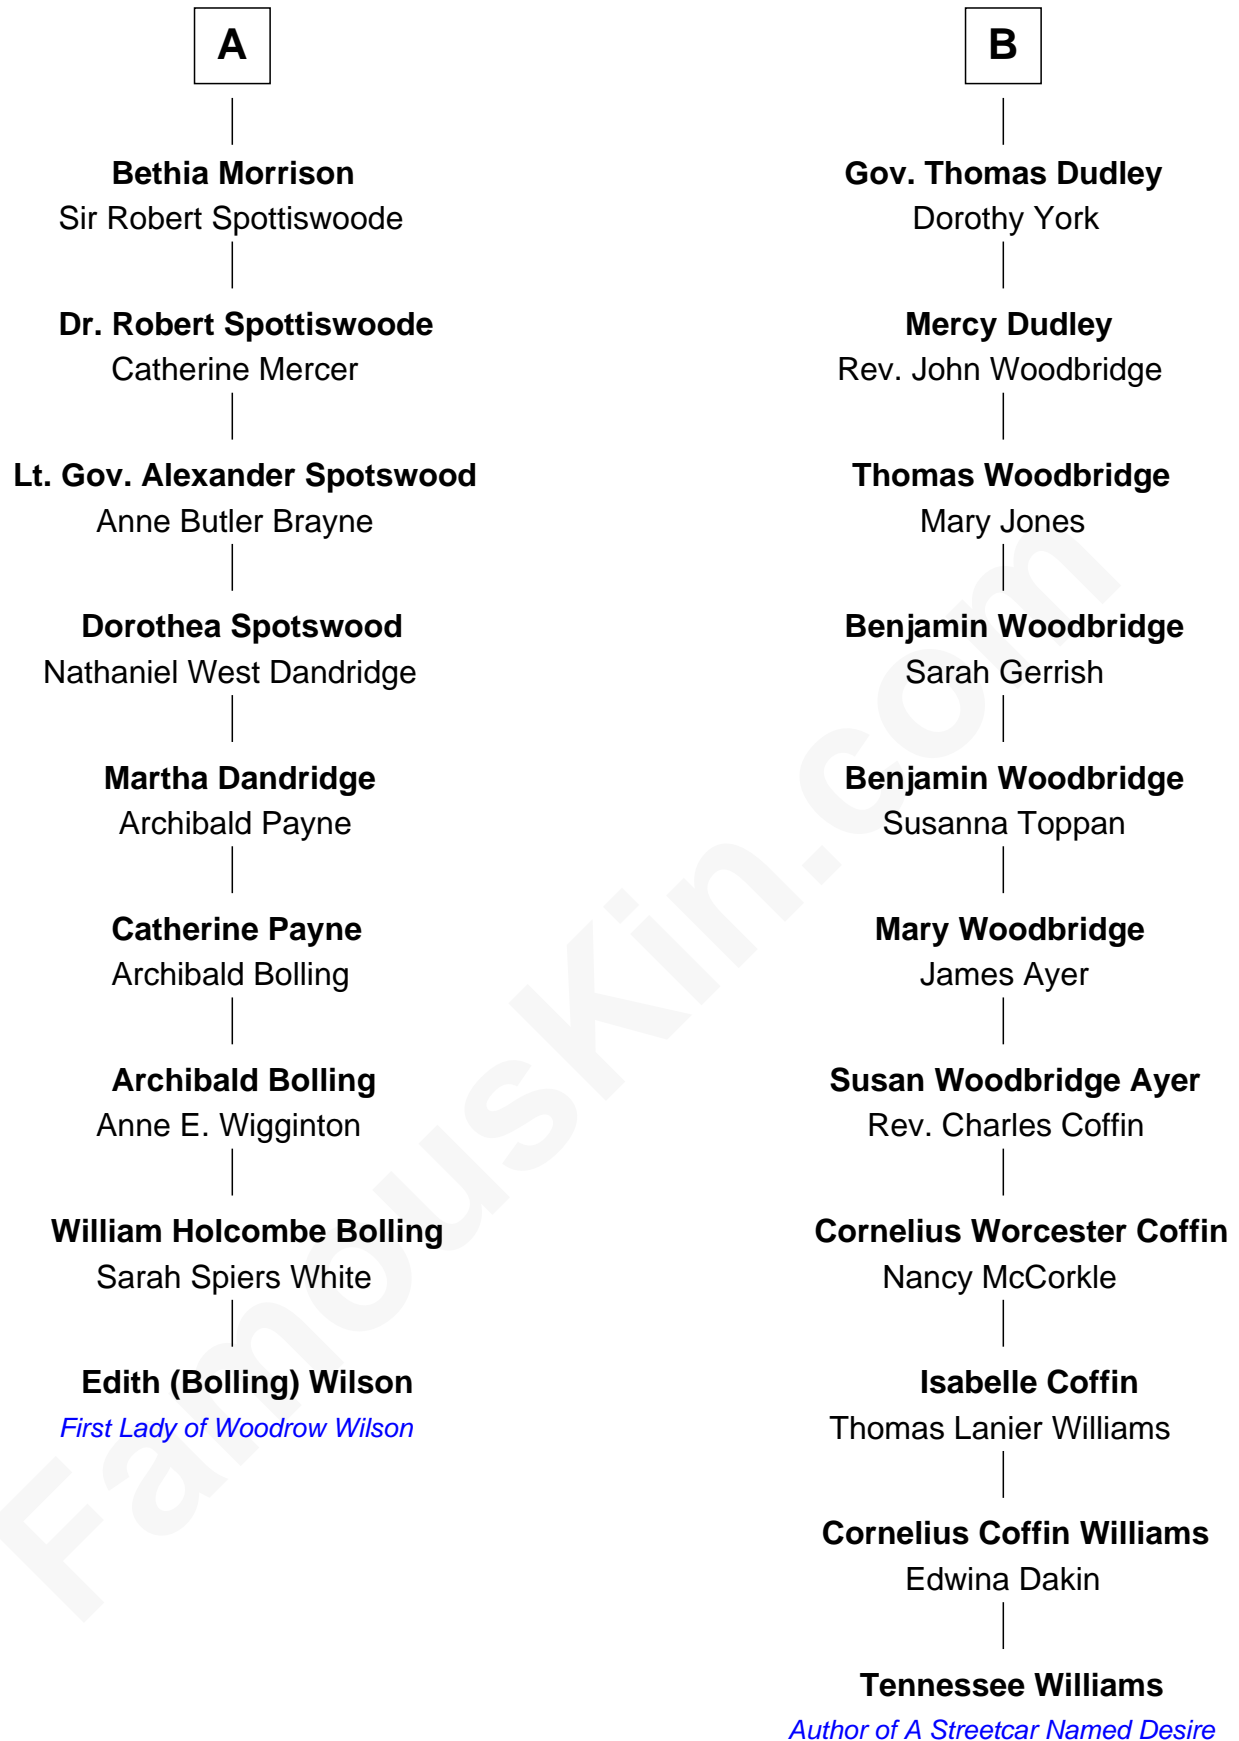 A
Bethia Morrison
Sir Robert Spottiswoode
Dr. Robert Spottiswoode
Catherine Mercer
Lt. Gov. Alexander Spotswood
Anne Butler Brayne
Dorothea Spotswood
Nathaniel West Dandridge
Martha Dandridge
Archibald Payne
Catherine Payne
Archibald Bolling
Archibald Bolling
Anne E. Wigginton
William Holcombe Bolling
Sarah Spiers White
Edith (Bolling) Wilson
First Lady of Woodrow Wilson
B
Gov. Thomas Dudley
Dorothy York
Mercy Dudley
Rev. John Woodbridge
Thomas Woodbridge
Mary Jones
Benjamin Woodbridge
Sarah Gerrish
Benjamin Woodbridge
Susanna Toppan
Mary Woodbridge
James Ayer
Susan Woodbridge Ayer
Rev. Charles Coffin
Cornelius Worcester Coffin
Nancy McCorkle
Isabelle Coffin
Thomas Lanier Williams
Cornelius Coffin Williams
Edwina Dakin
Tennessee Williams
Author of A Streetcar Named Desire
FamousKin.com